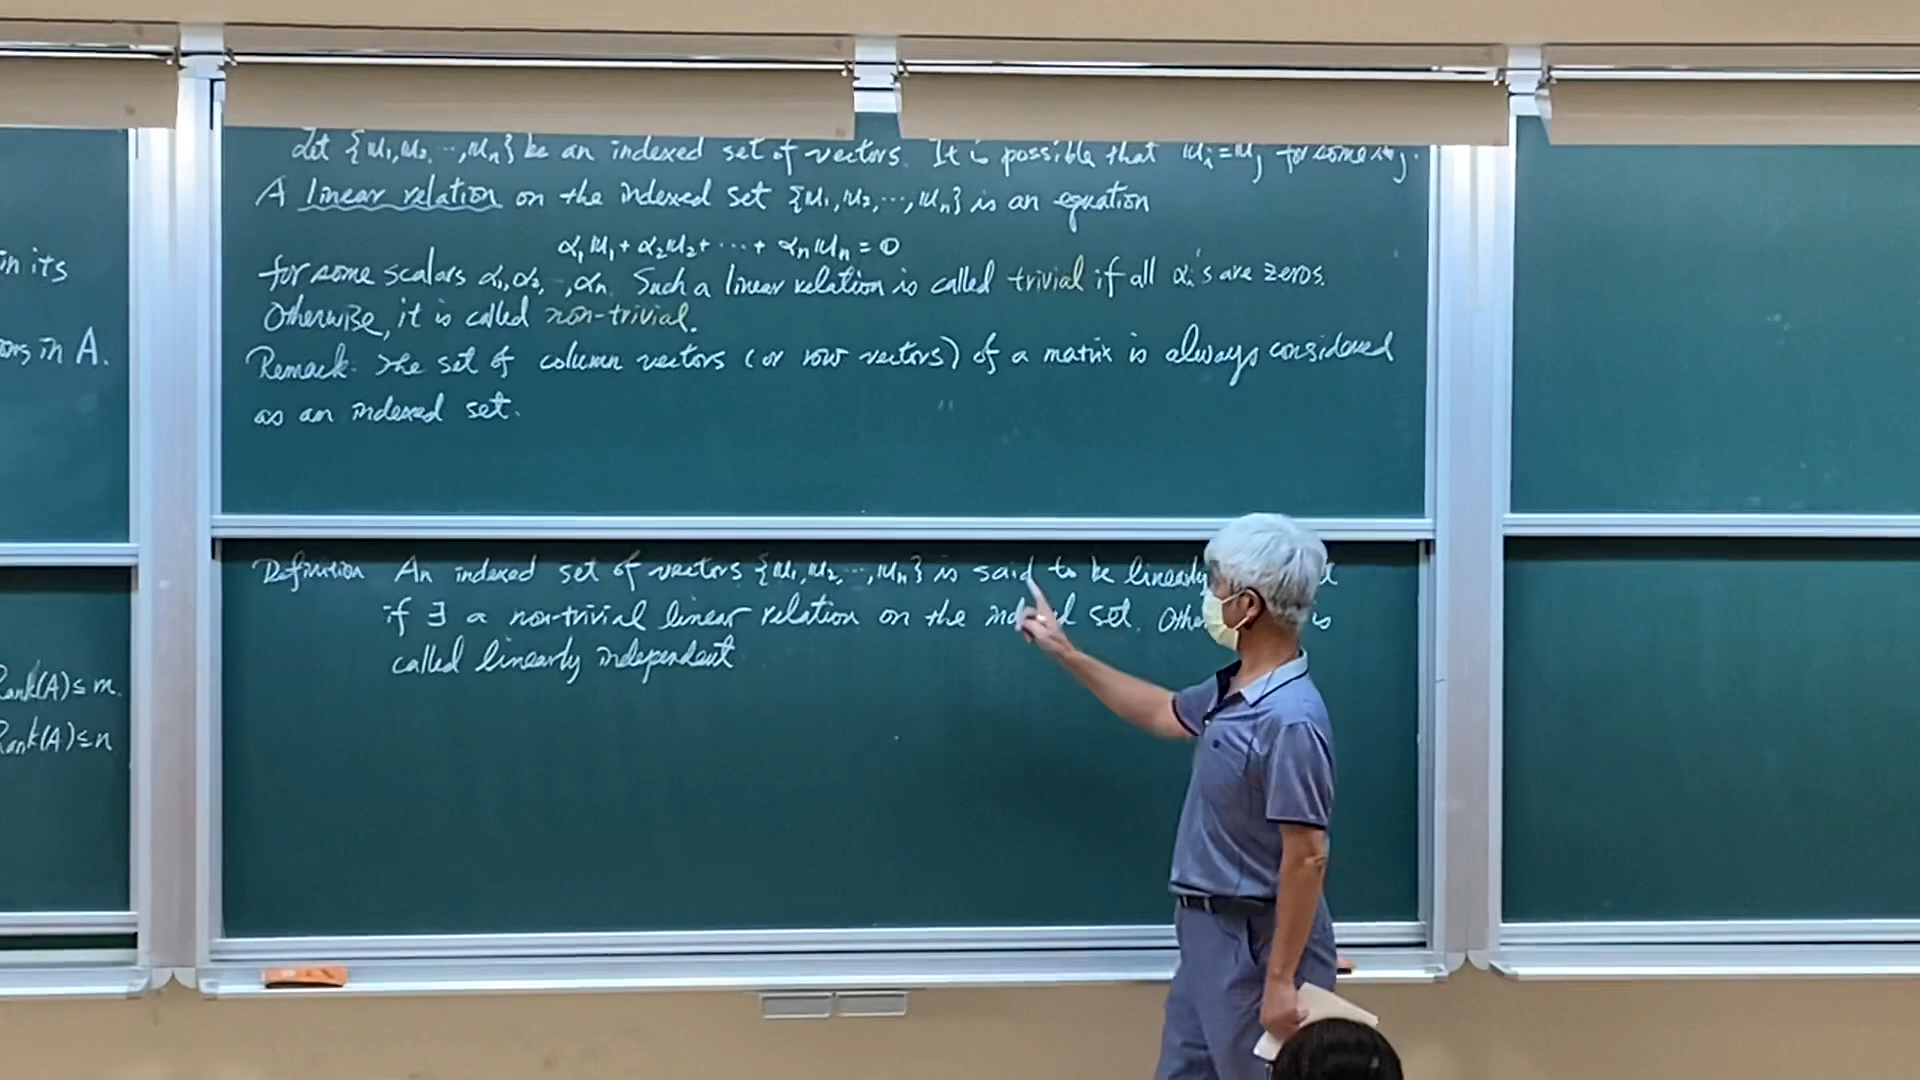 in its
ons in A.
Rank(A) ≤ m.
Rank(A) ≤ n
Let {u₁, u₂, ⋯, uₙ} be an indexed set of vectors. It is possible that uᵢ = uⱼ for some i, j.
A linear relation on the indexed set {u₁, u₂, ⋯, uₙ} is an equation
α₁u₁ + α₂u₂ + ⋯ + αₙuₙ = 0
for some scalars α₁, α₂, ⋯, αₙ. Such a linear relation is called trivial if all αᵢ's are zeros.
Otherwise, it is called non-trivial.
Remark. The set of column vectors (or row vectors) of a matrix is always considered
as an indexed set.
Definition An indexed set of vectors {u₁, u₂, ⋯, uₙ} is said to be linearly
if ∃ a non-trivial linear relation on the set. is
called linearly independent